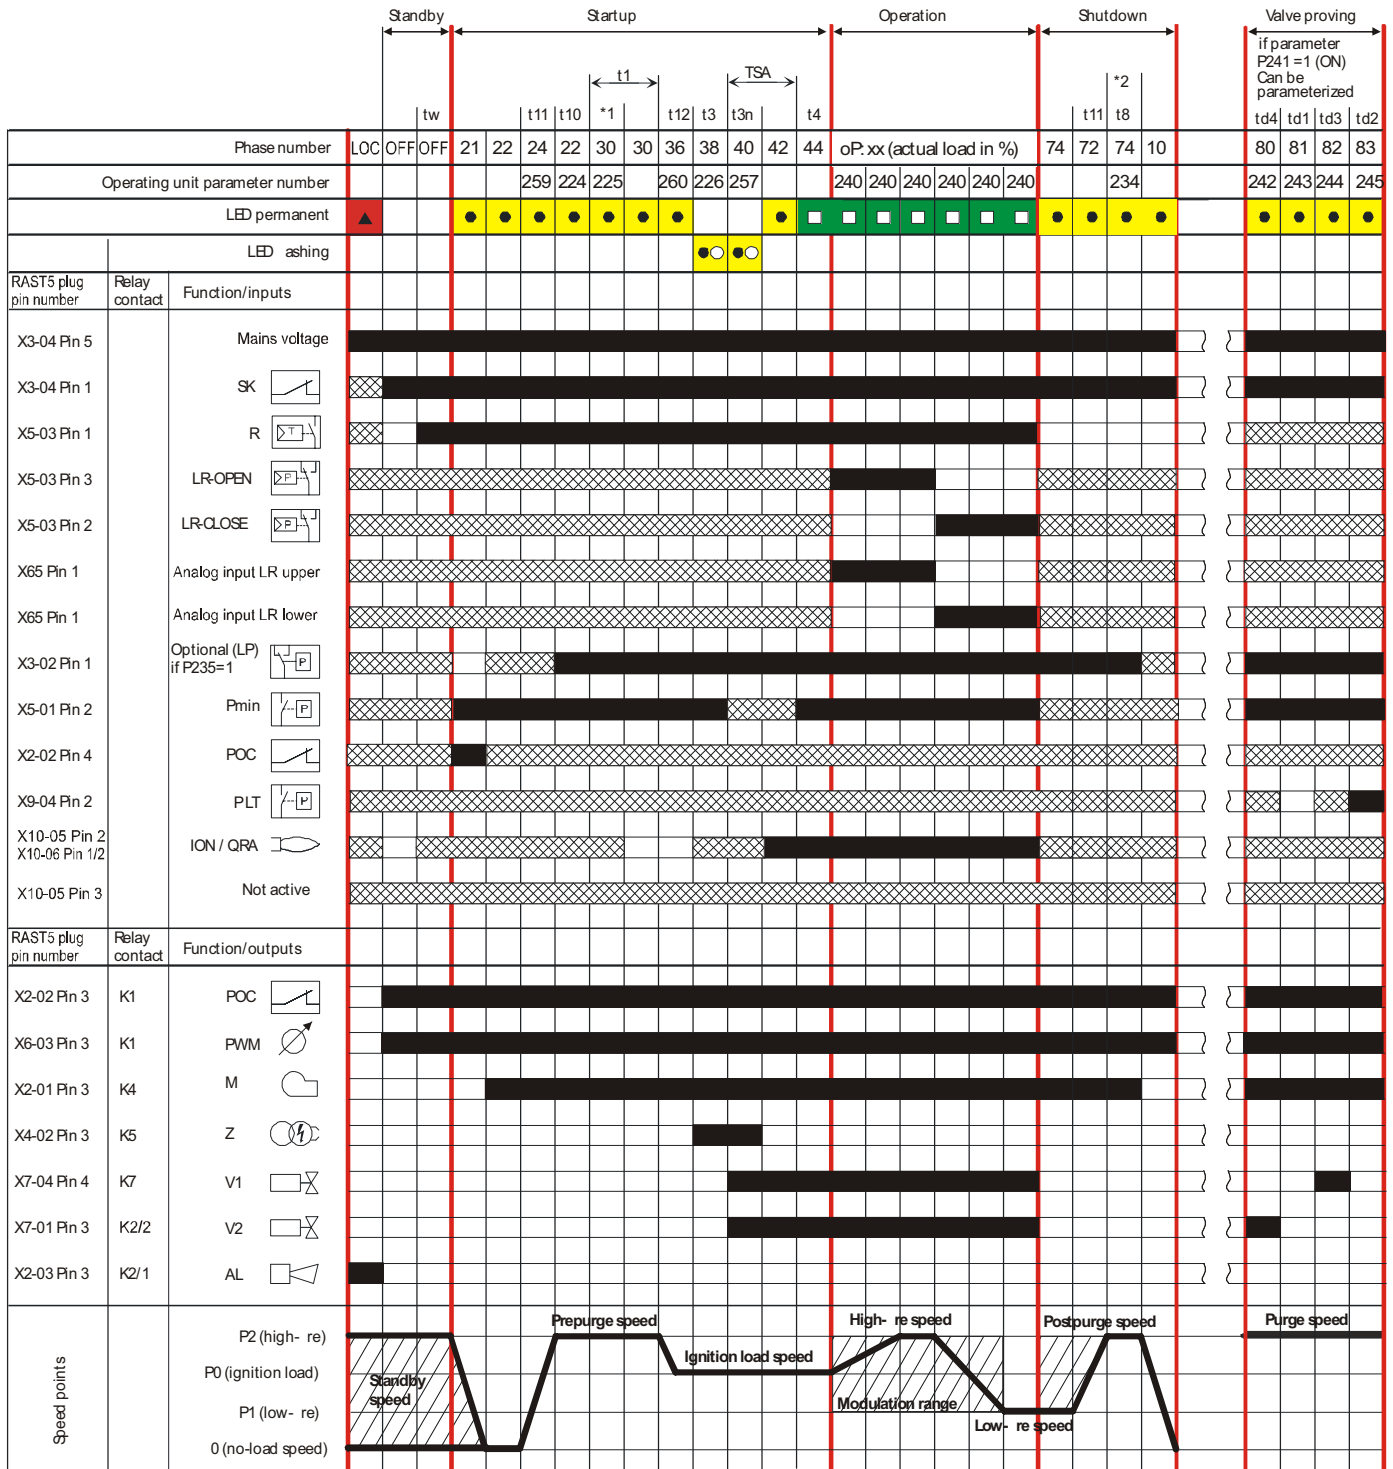 Standby Startup Operation Shutdown Valve proving
if parameter
P241 =1 (ON)
Can be
parameterized
t1 TSA *2
tw t11 t10 *1 t12 t3 t3n t4 t11 t8 td4 td1 td3 td2
Phase number LOC OFF OFF 21 22 24 22 30 30 36 38 40 42 44 oP: xx (actual load in %) 74 72 74 10 80 81 82 83
Operating unit parameter number 259 224 225 260 226 257 240 240 240 240 240 240 234 242 243 244 245
LED permanent
LED ashing
RAST5 plug pin number Relay contact Function/inputs
X3-04 Pin 5 Mains voltage
X3-04 Pin 1 SK
X5-03 Pin 1 R T
X5-03 Pin 3 LR-OPEN P
X5-03 Pin 2 LR-CLOSE P
X65 Pin 1 Analog input LR upper
X65 Pin 1 Analog input LR lower
X3-02 Pin 1 Optional (LP) if P235=1 P
X5-01 Pin 2 Pmin P
X2-02 Pin 4 POC
X9-04 Pin 2 PLT P
X10-05 Pin 2
X10-06 Pin 1/2 ION / QRA
X10-05 Pin 3 Not active
RAST5 plug pin number Relay contact Function/outputs
X2-02 Pin 3 K1 POC
X6-03 Pin 3 K1 PWM
X2-01 Pin 3 K4 M
X4-02 Pin 3 K5 Z
X7-04 Pin 4 K7 V1
X7-01 Pin 3 K2/2 V2
X2-03 Pin 3 K2/1 AL
Speed points
P2 (high- re) Prepurge speed High- re speed Postpurge speed Purge speed
P0 (ignition load) Standby speed Ignition load speed
P1 (low- re) Modulation range Low- re speed
0 (no-load speed)